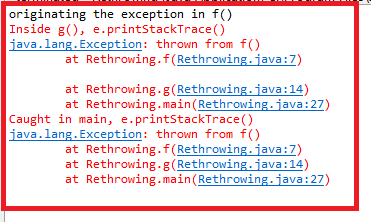 originating the exception in f()
Inside g(), e.printStackTrace()
java.lang.Exception: thrown from f()
at Rethrowing.f(Rethrowing.java:7)
at Rethrowing.g(Rethrowing.java:14)
at Rethrowing.main(Rethrowing.java:27)
Caught in main, e.printStackTrace()
java.lang.Exception: thrown from f()
at Rethrowing.f(Rethrowing.java:7)
at Rethrowing.g(Rethrowing.java:14)
at Rethrowing.main(Rethrowing.java:27)